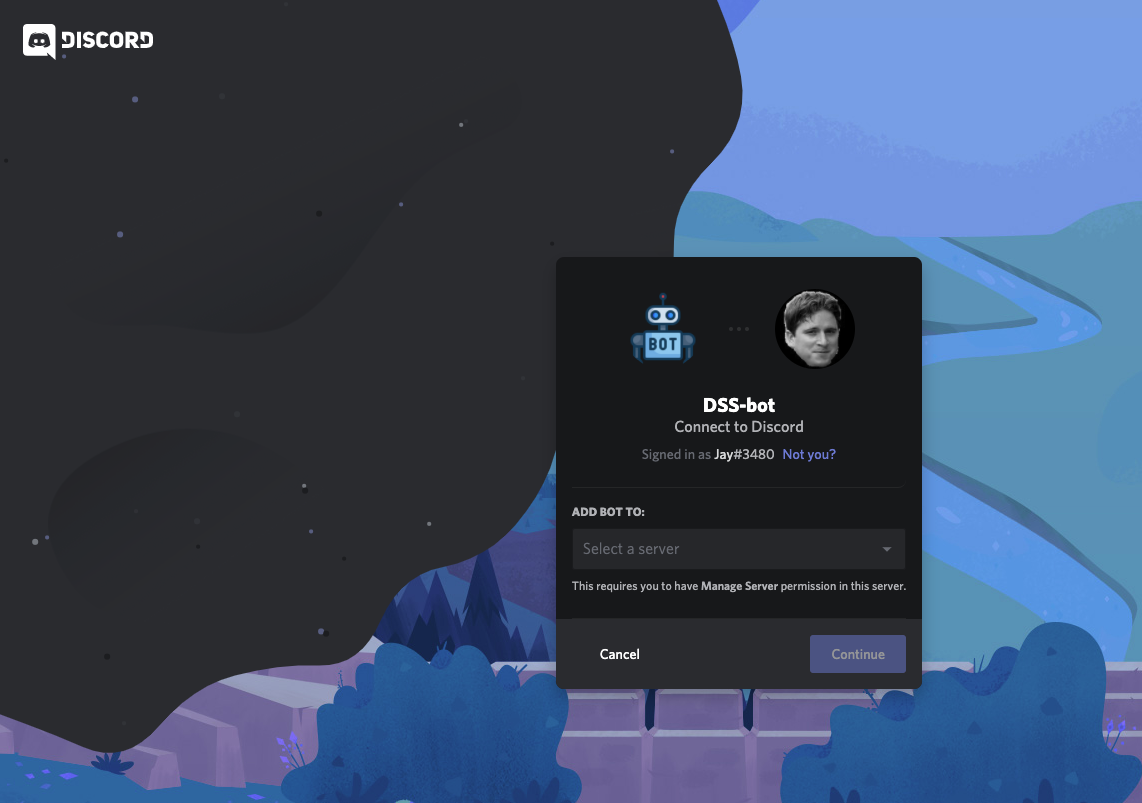 DISCORD
BOT
DSS-bot
Connect to Discord
Signed in as Jay#3480 Not you?
ADD BOT TO:
Select a server
This requires you to have Manage Server permission in this server.
Cancel
Continue